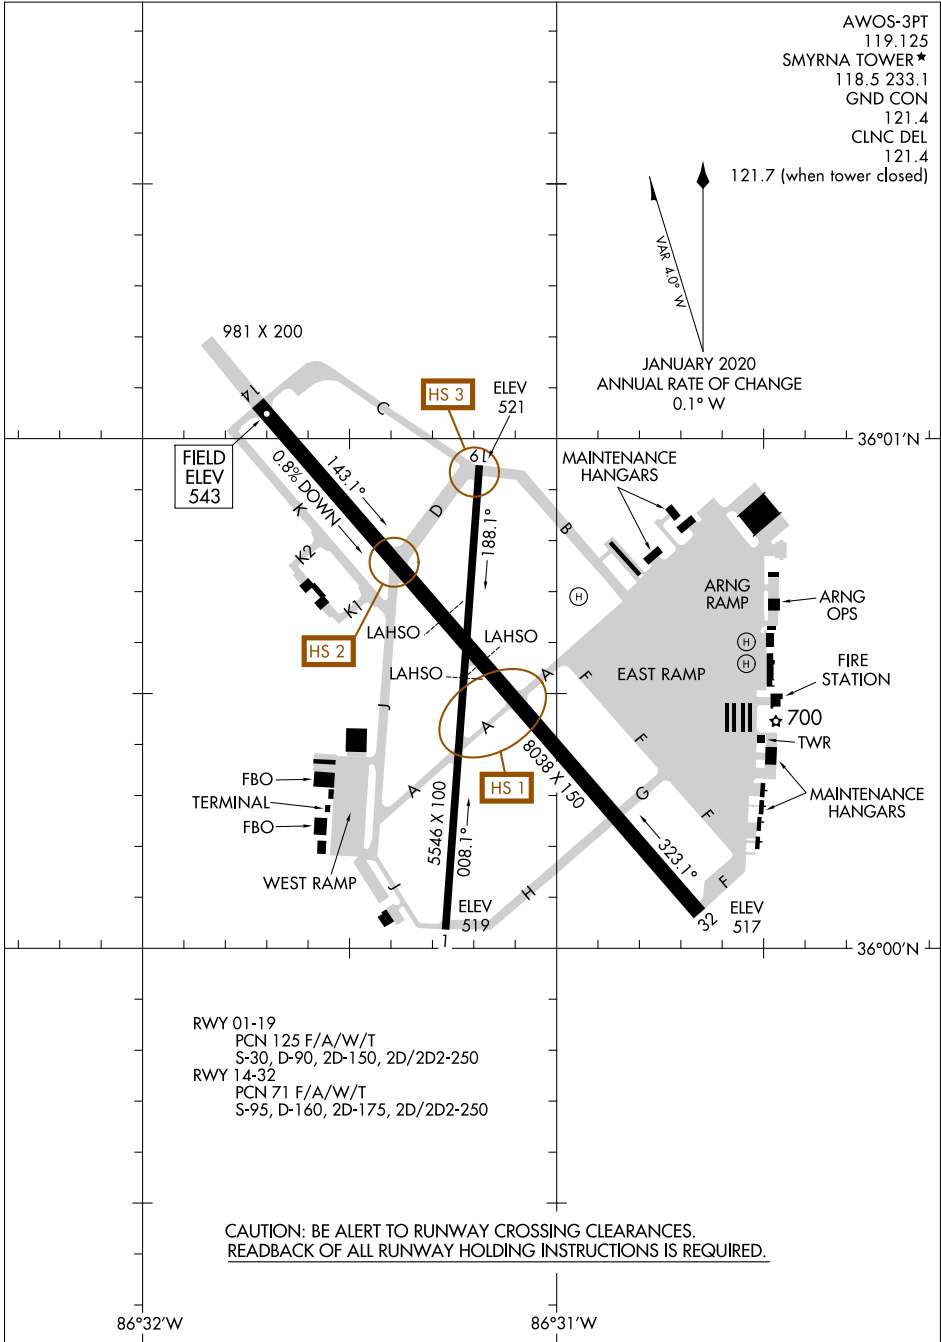 AWOS-3PT
119.125
SMYRNA TOWER★
118.5 233.1
GND CON
121.4
CLNC DEL
121.4
121.7 (when tower closed)
VAR 4.0° W
JANUARY 2020
ANNUAL RATE OF CHANGE
0.1° W
981 X 200
14
C
HS 3
ELEV
521
19
36°01'N
FIELD
ELEV
543
143.1°
0.8% DOWN
K
D
188.1°
B
MAINTENANCE
HANGARS
K2
K1
HS 2
LAHSO
LAHSO
LAHSO
H
ARNG
RAMP
ARNG
OPS
H
H
EAST RAMP
FIRE
STATION
700
TWR
MAINTENANCE
HANGARS
A
A
A
F
F
F
F
J
HS 1
8038 X 150
G
323.1°
FBO
TERMINAL
FBO
WEST RAMP
5546 X 100
008.1°
J
H
ELEV
519
1
32
ELEV
517
36°00'N
RWY 01-19
PCN 125 F/A/W/T
S-30, D-90, 2D-150, 2D/2D2-250
RWY 14-32
PCN 71 F/A/W/T
S-95, D-160, 2D-175, 2D/2D2-250
CAUTION: BE ALERT TO RUNWAY CROSSING CLEARANCES.
READBACK OF ALL RUNWAY HOLDING INSTRUCTIONS IS REQUIRED.
86°32'W
86°31'W